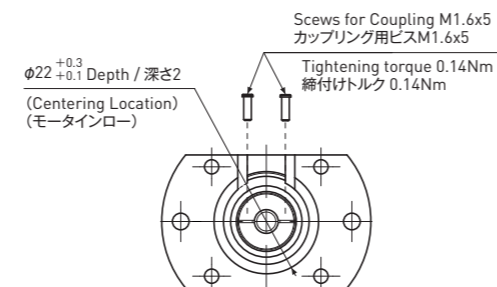 Scews for Coupling M1.6x5
カップリング用ビスM1.6x5
Tightening torque 0.14Nm
締付けトルク 0.14Nm
φ22 +0.3 +0.1 Depth / 深さ2
(Centering Location)
(モータインロー)